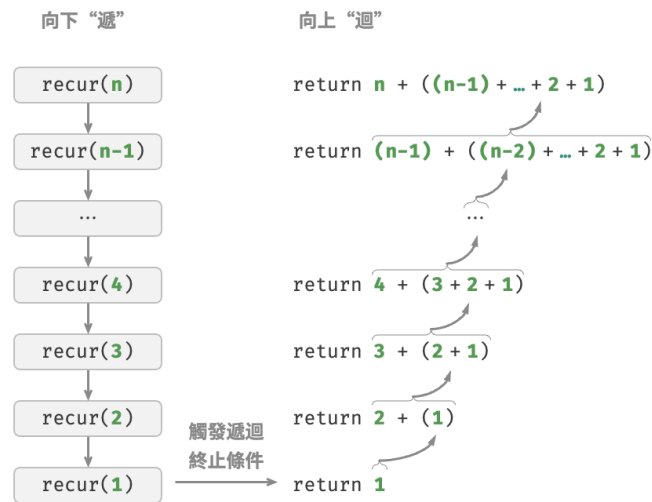 向下“遞”
向上“迴”
recur(n)
return n + ((n-1) + … + 2 + 1)
recur(n-1)
return (n-1) + ((n-2) + … + 2 + 1)
…
…
recur(4)
return 4 + (3 + 2 + 1)
recur(3)
return 3 + (2 + 1)
recur(2)
return 2 + (1)
觸發遞迴
終止條件
recur(1)
return 1